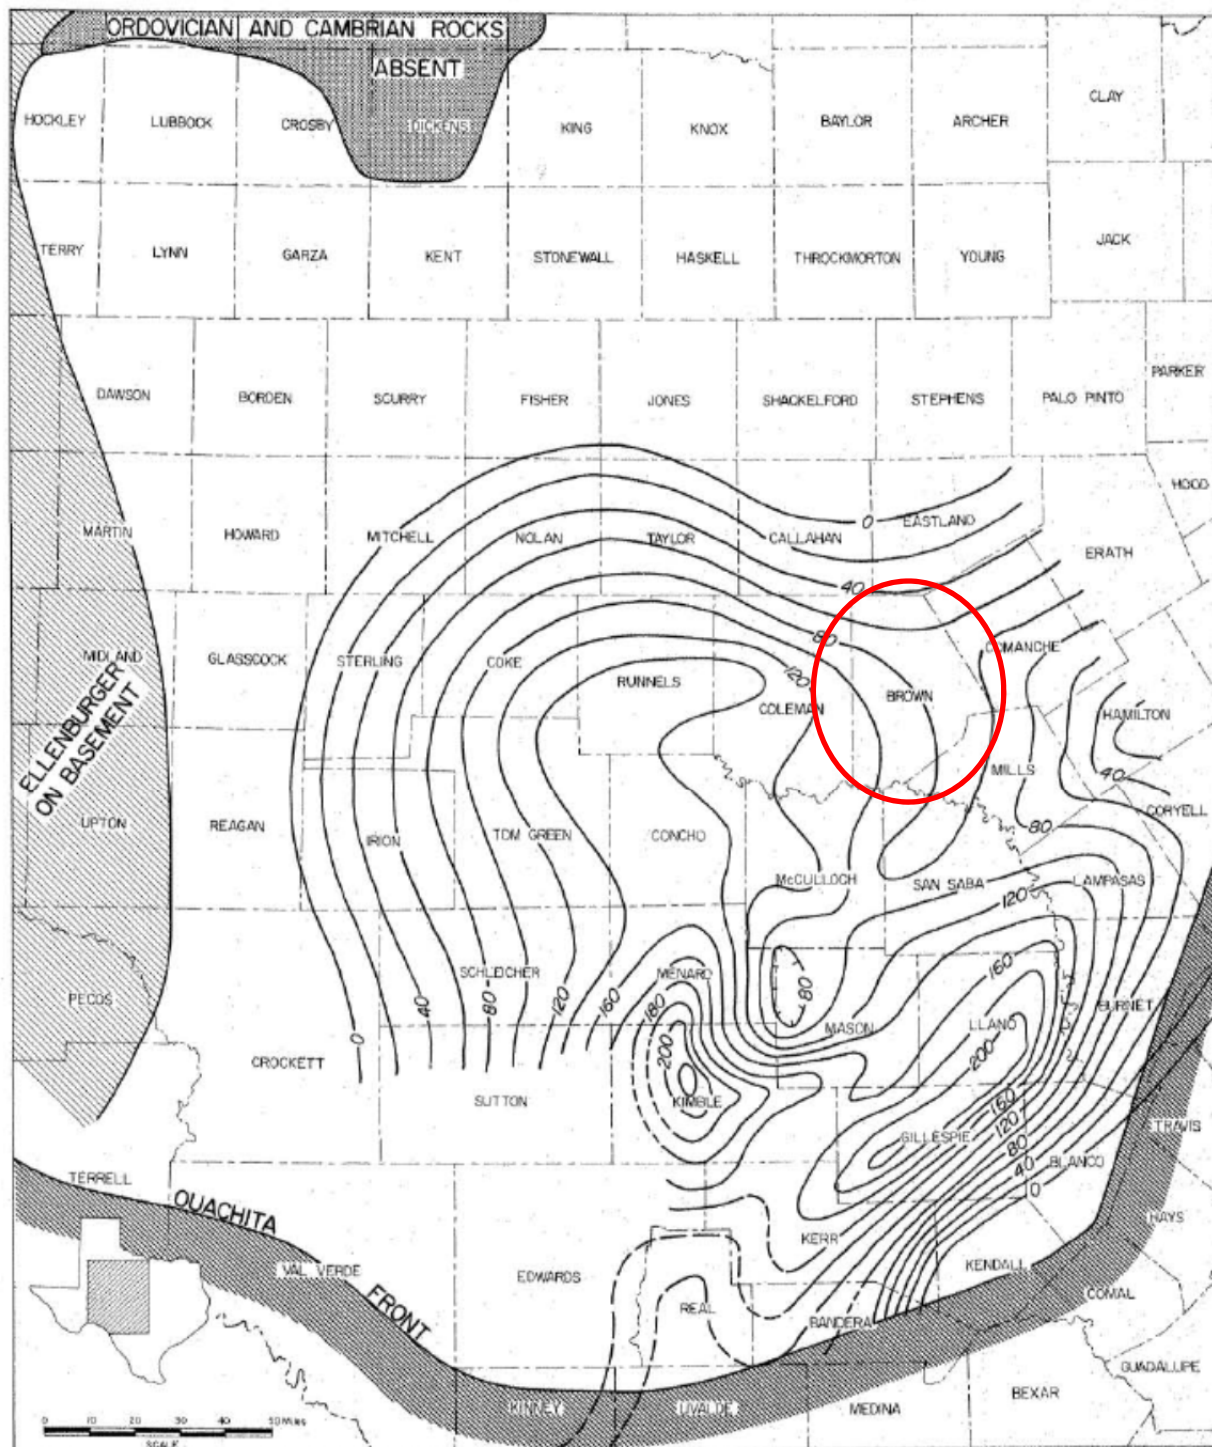 ORDOVICIAN AND CAMBRIAN ROCKS
ABSENT
HOCKLEY LUBBOCK CROSBY DICKENS KING KNOX BAYLOR ARCHER CLAY
TERRY LYNN GARZA KENT STONEWALL HASKELL THROCKMORTON YOUNG JACK
DAWSON BORDEN SCURRY FISHER JONES SHACKELFORD STEPHENS PALO PINTO PARKER
HOOD
MARTIN HOWARD MITCHELL NOLAN TAYLOR CALLAHAN 0 EASTLAND ERATH
40
80
MIDLAND GLASSCOCK STERLING COKE RUNNELS 120 COLEMAN BROWN COMANCHE HAMILTON
ELLENBURGER
ON BASEMENT
MILLS 40
UPTON REAGAN IRION TOM GREEN CONCHO 80 CORYELL
McCULLOCH SAN SABA 120 LAMPASAS
PECOS SCHLEICHER MENARD 160 BURNET
0 40 80 120 160 180 80 MASON LLANO
CROCKETT 200 200
SUTTON KIMBLE 160
120
GILLESPIE 80 TRAVIS
40 BLANCO
0
TERRELL
OUACHITA
FRONT
HAYS
VAL VERDE EDWARDS KERR KENDALL
REAL BANDERA COMAL
GUADALUPE
KINNEY UVALDE MEDINA BEXAR
0 10 20 30 40 50 Miles
SCALE